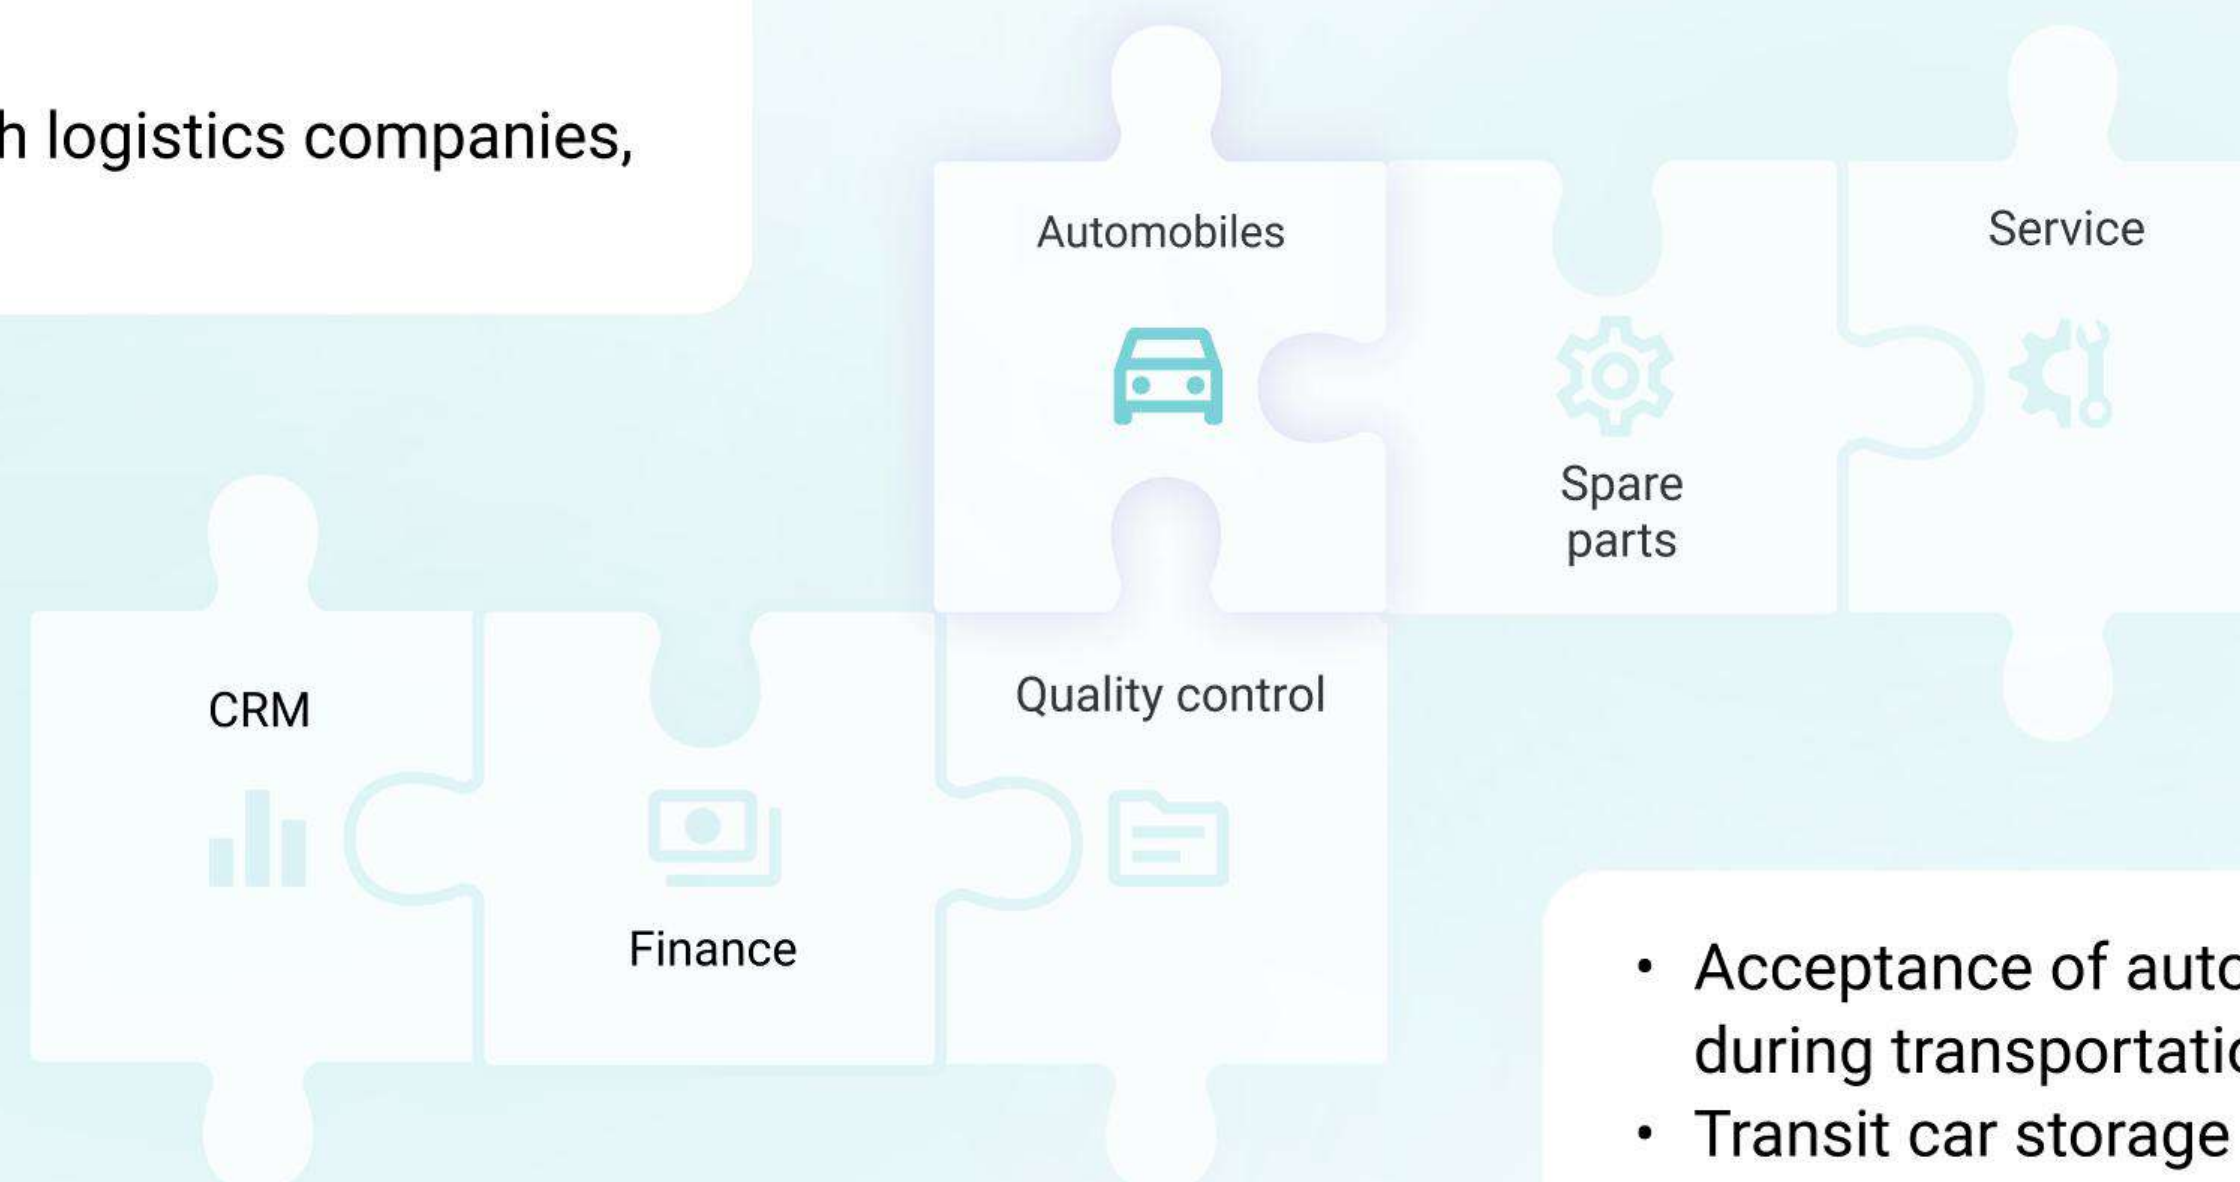 h logistics companies,
Automobiles
Service
Spare
parts
CRM
Quality control
Finance
• Acceptance of auto
during transportatio
• Transit car storage